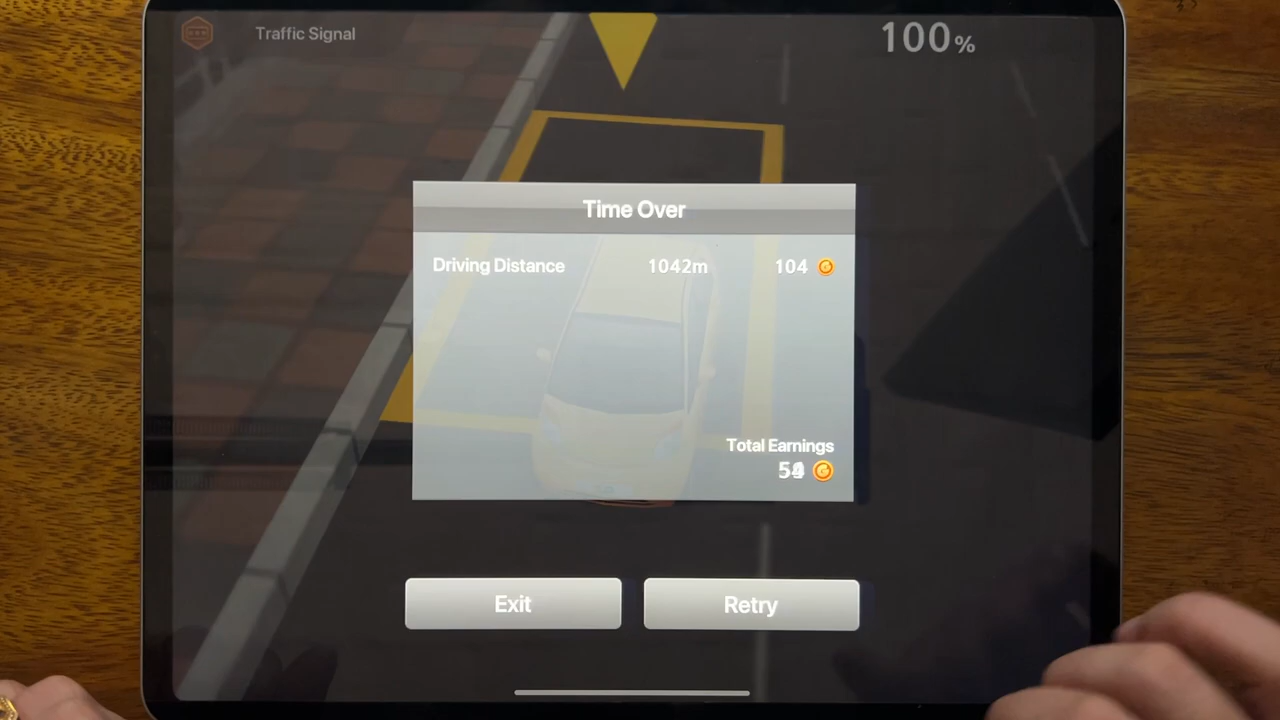 Traffic Signal
100%
Time Over
Driving Distance 1042m 104
Total Earnings
Exit Retry